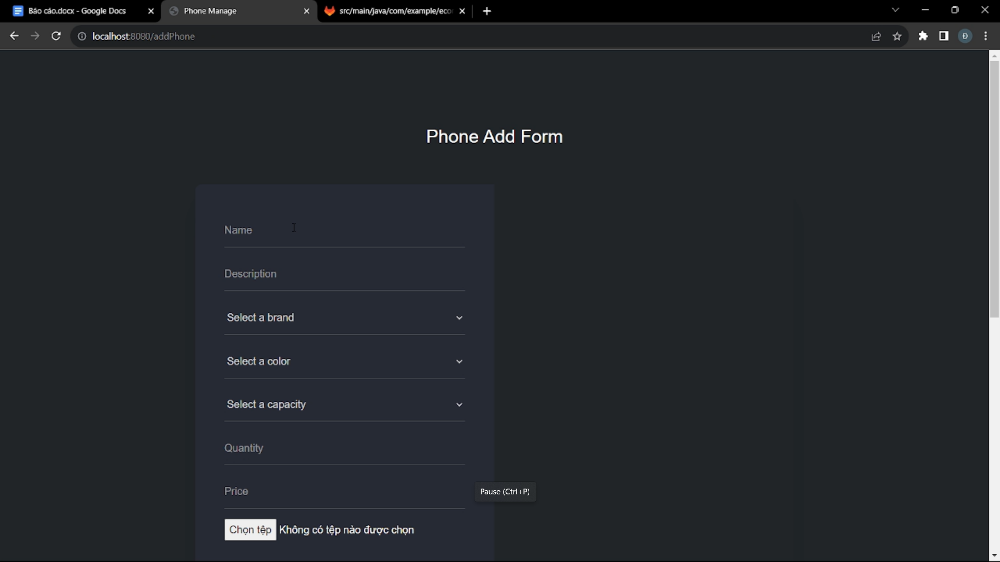 Báo cáo.docx - Google Docs
Phone Manage
src/main/java/com/example/eco
localhost:8080/addPhone
Đ
Phone Add Form
Name
Description
Select a brand
Select a color
Select a capacity
Quantity
Price
Pause (Ctrl+P)
Chọn tệp Không có tệp nào được chọn